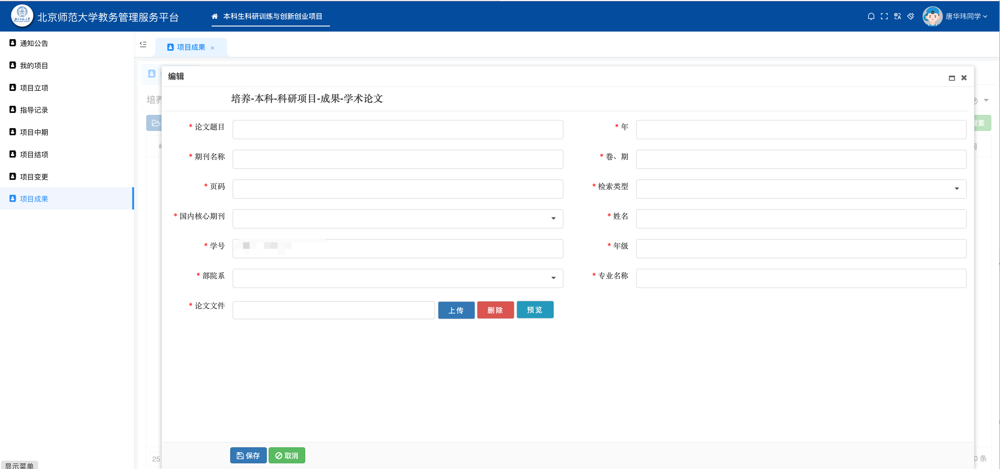 北京师范大学教务管理服务平台
本科生科研训练与创新创业项目
唐华玮同学
通知公告
我的项目
项目立项
指导记录
项目中期
项目结项
项目变更
项目成果
项目成果 ×
培养
搜索
#
25
0 条
编辑
培养-本科-科研项目-成果-学术论文
* 论文题目
* 年
* 期刊名称
* 卷、期
* 页码
* 检索类型
* 国内核心期刊
* 姓名
* 学号
* 年级
* 部院系
* 专业名称
* 论文文件
上传
删除
预览
保存
取消
显示菜单